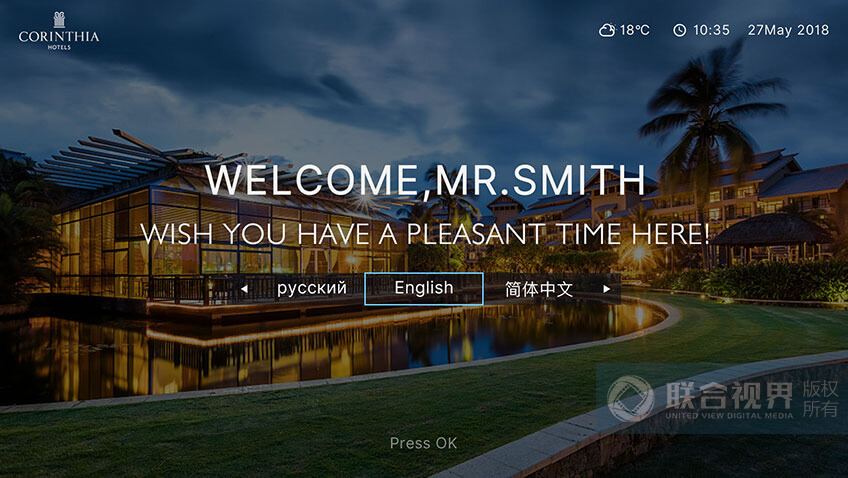 CORINTHIA
HOTELS
18℃ 10:35 27May 2018
WELCOME,MR.SMITH
WISH YOU HAVE A PLEASANT TIME HERE!
русский English 简体中文
联合视界 版权
UNITED VIEW DIGITAL MEDIA 所有
Press OK